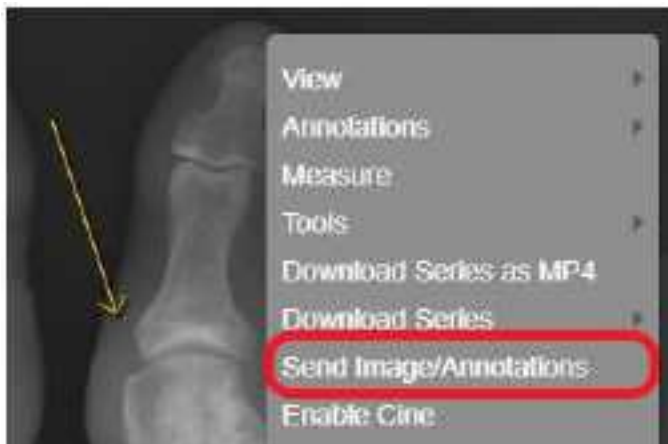 View
Annotations
Measure
Tools
Download Series as MP4
Download Series
Send Image/Annotations
Enable Cine